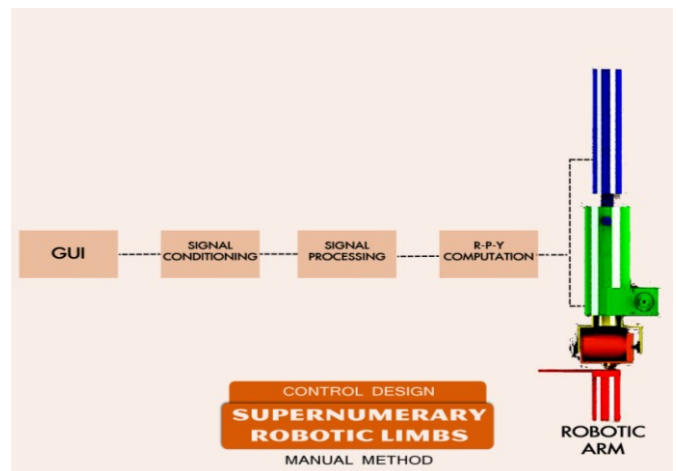 GUI
SIGNAL
CONDITIONING
SIGNAL
PROCESSING
R-P-Y
COMPUTATION
CONTROL DESIGN
SUPERNUMERARY
ROBOTIC LIMBS
MANUAL METHOD
ROBOTIC
ARM